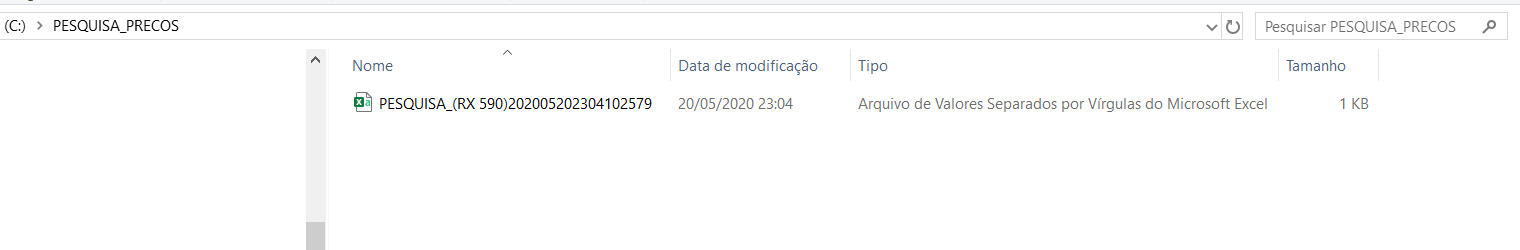 (C:) > PESQUISA_PRECOS
Pesquisar PESQUISA_PRECOS
Nome Data de modificação Tipo Tamanho
PESQUISA_(RX 590)202005202304102579 20/05/2020 23:04 Arquivo de Valores Separados por Vírgulas do Microsoft Excel 1 KB